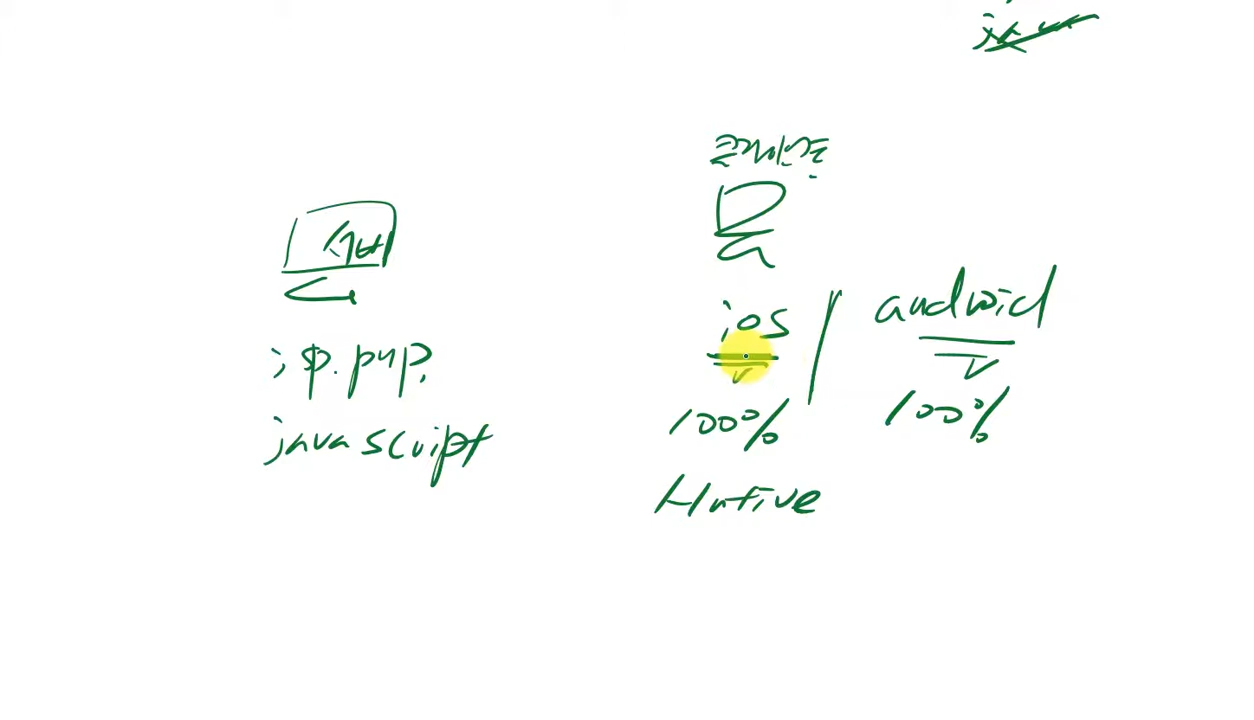 클라이언트
서버
ios / android
jsp. php,
100% 100%
javascript
Native